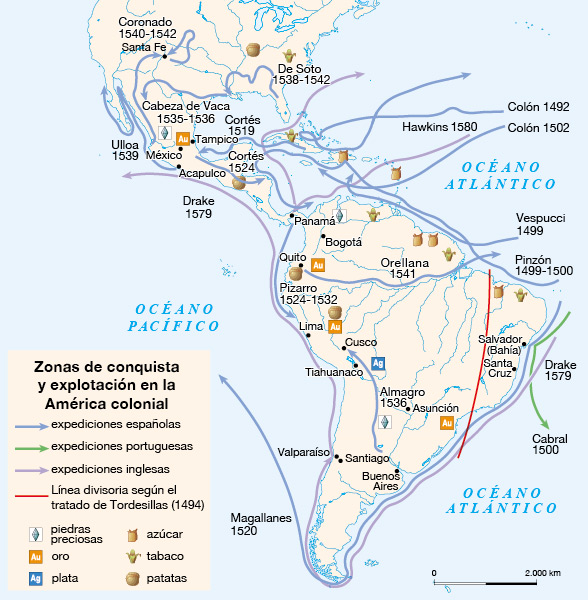 Coronado
1540-1542
Santa Fe
De Soto
1538-1542
Cabeza de Vaca
1535-1536
Cortés
1519
Colón 1492
Hawkins 1580
Colón 1502
Ulloa
1539
Au
Tampico
México
Cortés
1524
Acapulco
OCÉANO
ATLÁNTICO
Drake
1579
Panamá
Vespucci
1499
Bogotá
Quito
Au
Orellana
1541
Pinzón
1499-1500
Pizarro
1524-1532
OCÉANO
PACÍFICO
Lima
Au
Cusco
Salvador
(Bahía)
Tiahuanaco
Ag
Santa
Cruz
Drake
1579
Almagro
1536
Asunción
Au
Cabral
1500
Valparaíso
Santiago
Buenos
Aires
OCÉANO
ATLÁNTICO
Magallanes
1520
Zonas de conquista
y explotación en la
América colonial
expediciones españolas
expediciones portuguesas
expediciones inglesas
Línea divisoria según el
tratado de Tordesillas (1494)
piedras
preciosas
azúcar
Au oro
tabaco
Ag plata
patatas
0 2.000 km